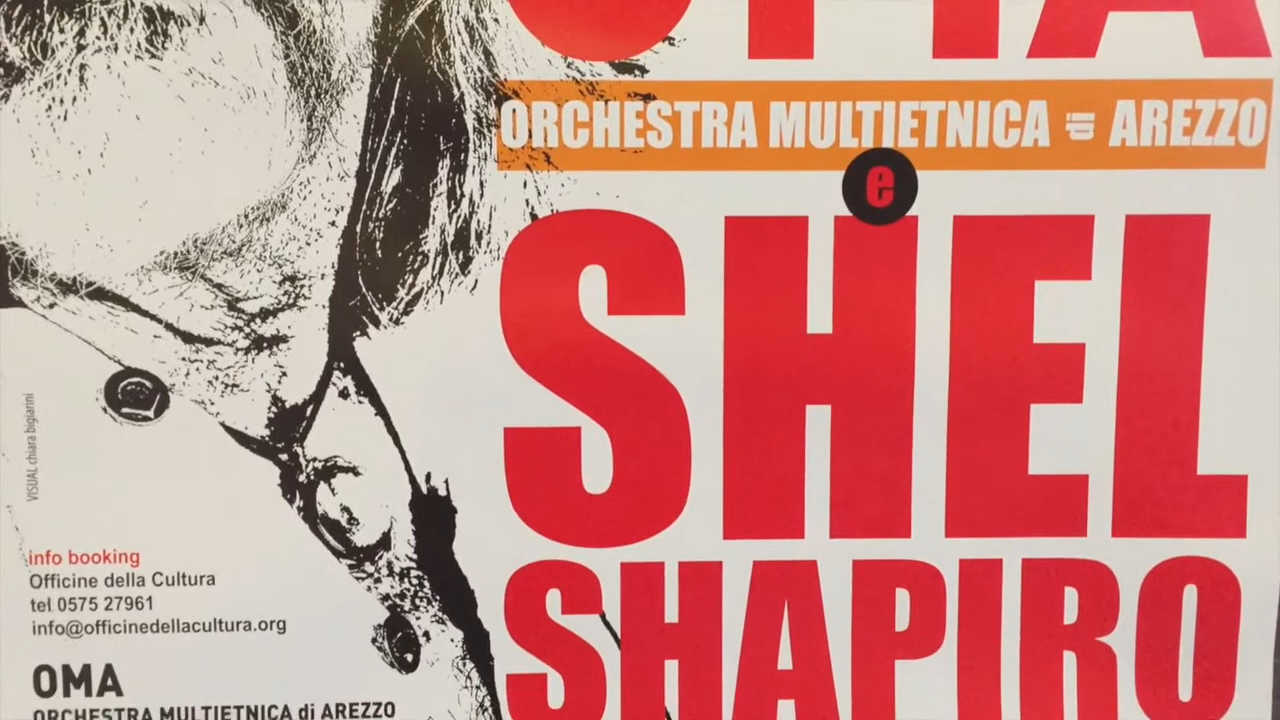 OMA
ORCHESTRA MULTIETNICA di AREZZO
e
SHEL
SHAPIRO
VISUAL chiara bigiarini
info booking
Officine della Cultura
tel 0575 27961
info@officinedellacultura.org
OMA
ORCHESTRA MULTIETNICA di AREZZO